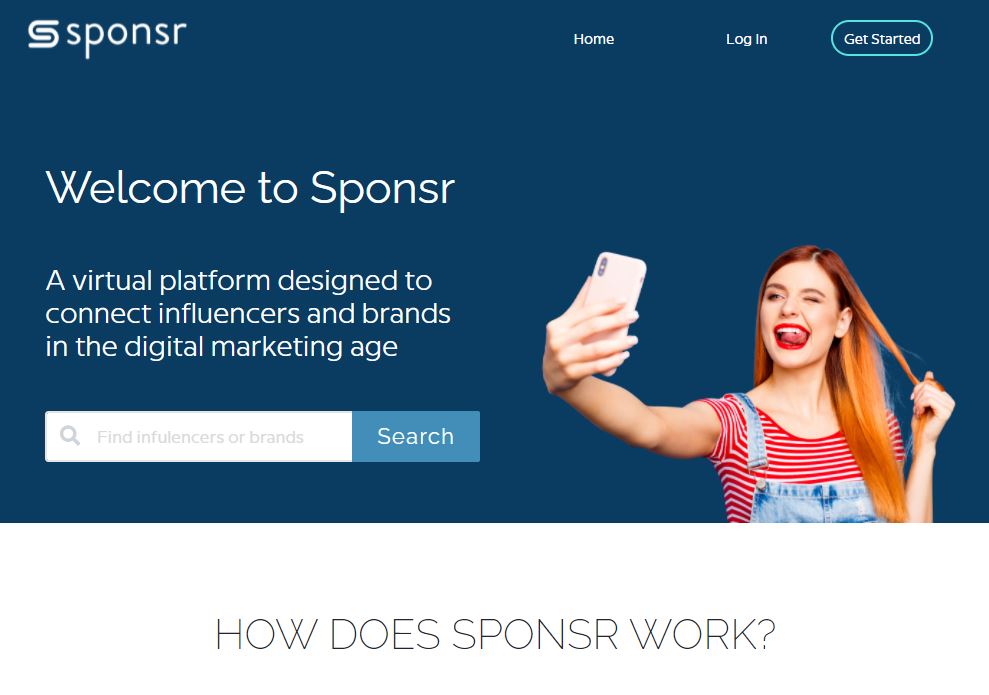 sponsr
Home
Log In
Get Started
Welcome to Sponsr
A virtual platform designed to
connect influencers and brands
in the digital marketing age
Find infulencers or brands
Search
HOW DOES SPONSR WORK?